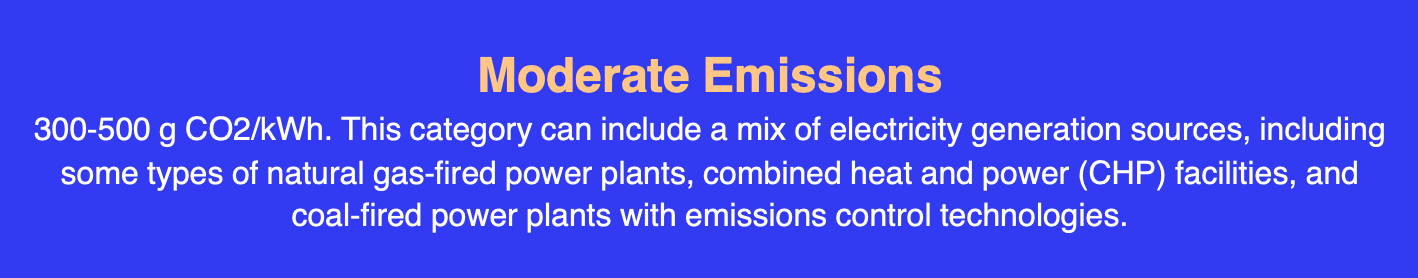 Moderate Emissions
300-500 g CO2/kWh. This category can include a mix of electricity generation sources, including
some types of natural gas-fired power plants, combined heat and power (CHP) facilities, and
coal-fired power plants with emissions control technologies.